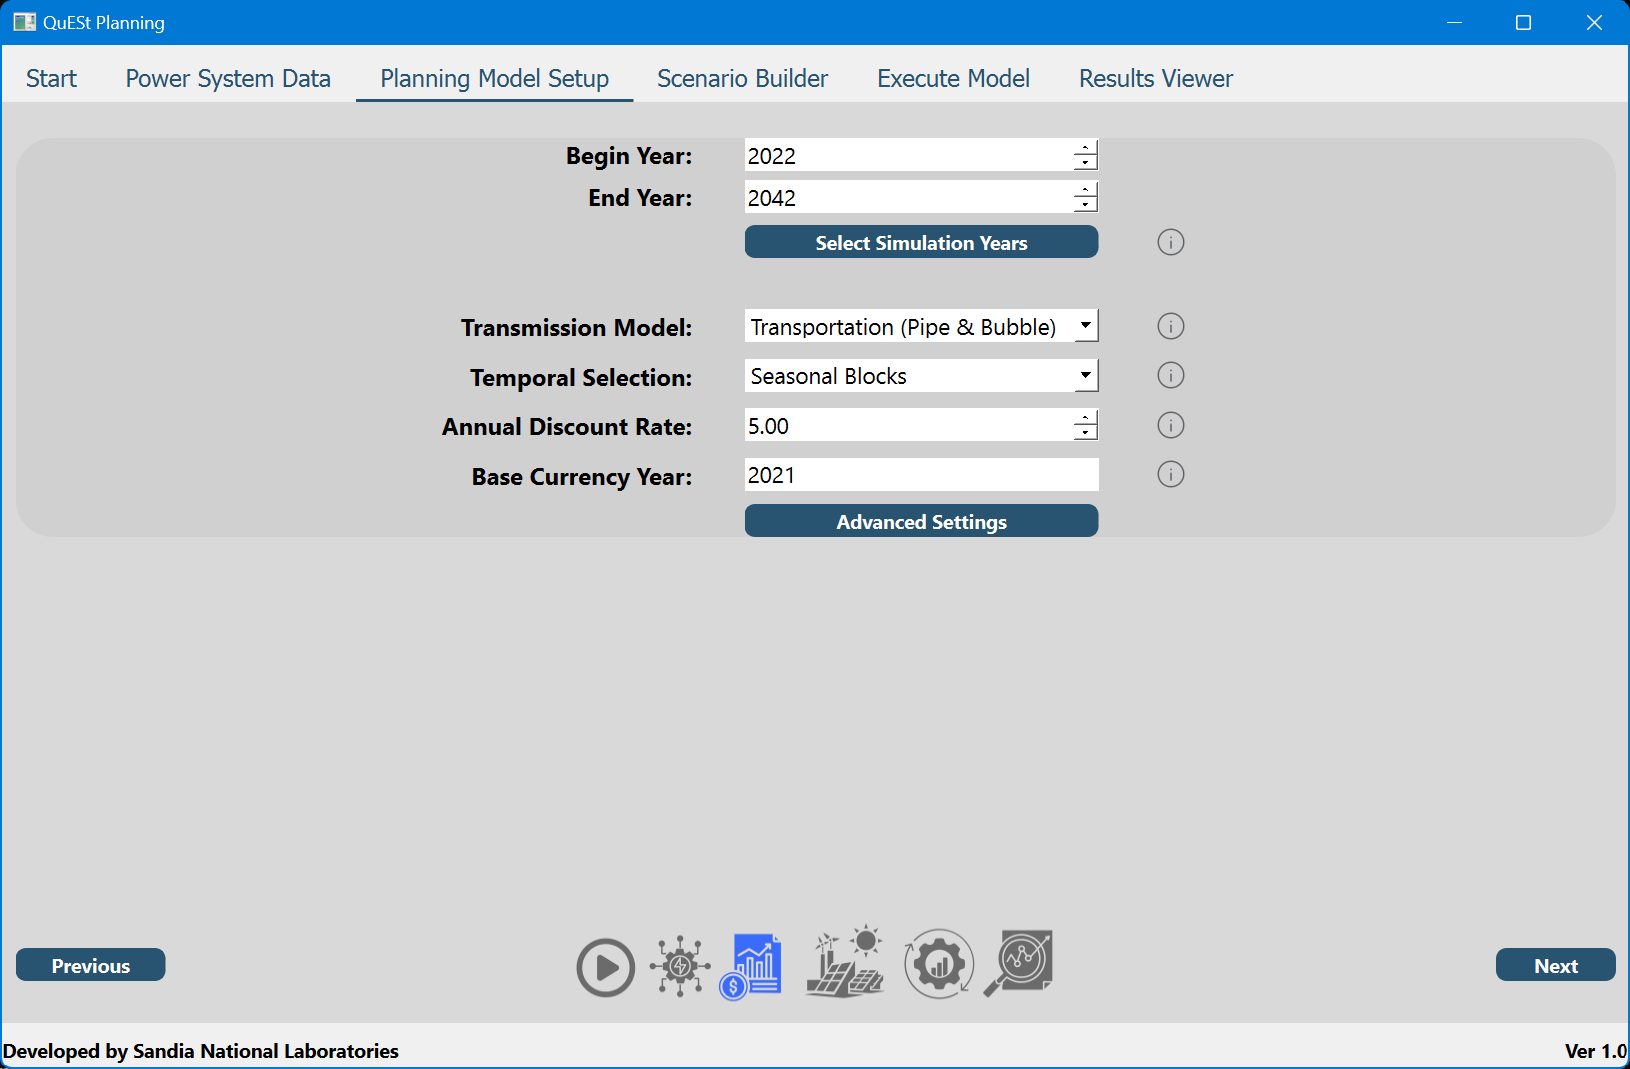 QuESt Planning
Start Power System Data Planning Model Setup Scenario Builder Execute Model Results Viewer
Begin Year: 2022
End Year: 2042
Select Simulation Years
Transmission Model: Transportation (Pipe & Bubble)
Temporal Selection: Seasonal Blocks
Annual Discount Rate: 5.00
Base Currency Year: 2021
Advanced Settings
Previous Next
Developed by Sandia National Laboratories Ver 1.0